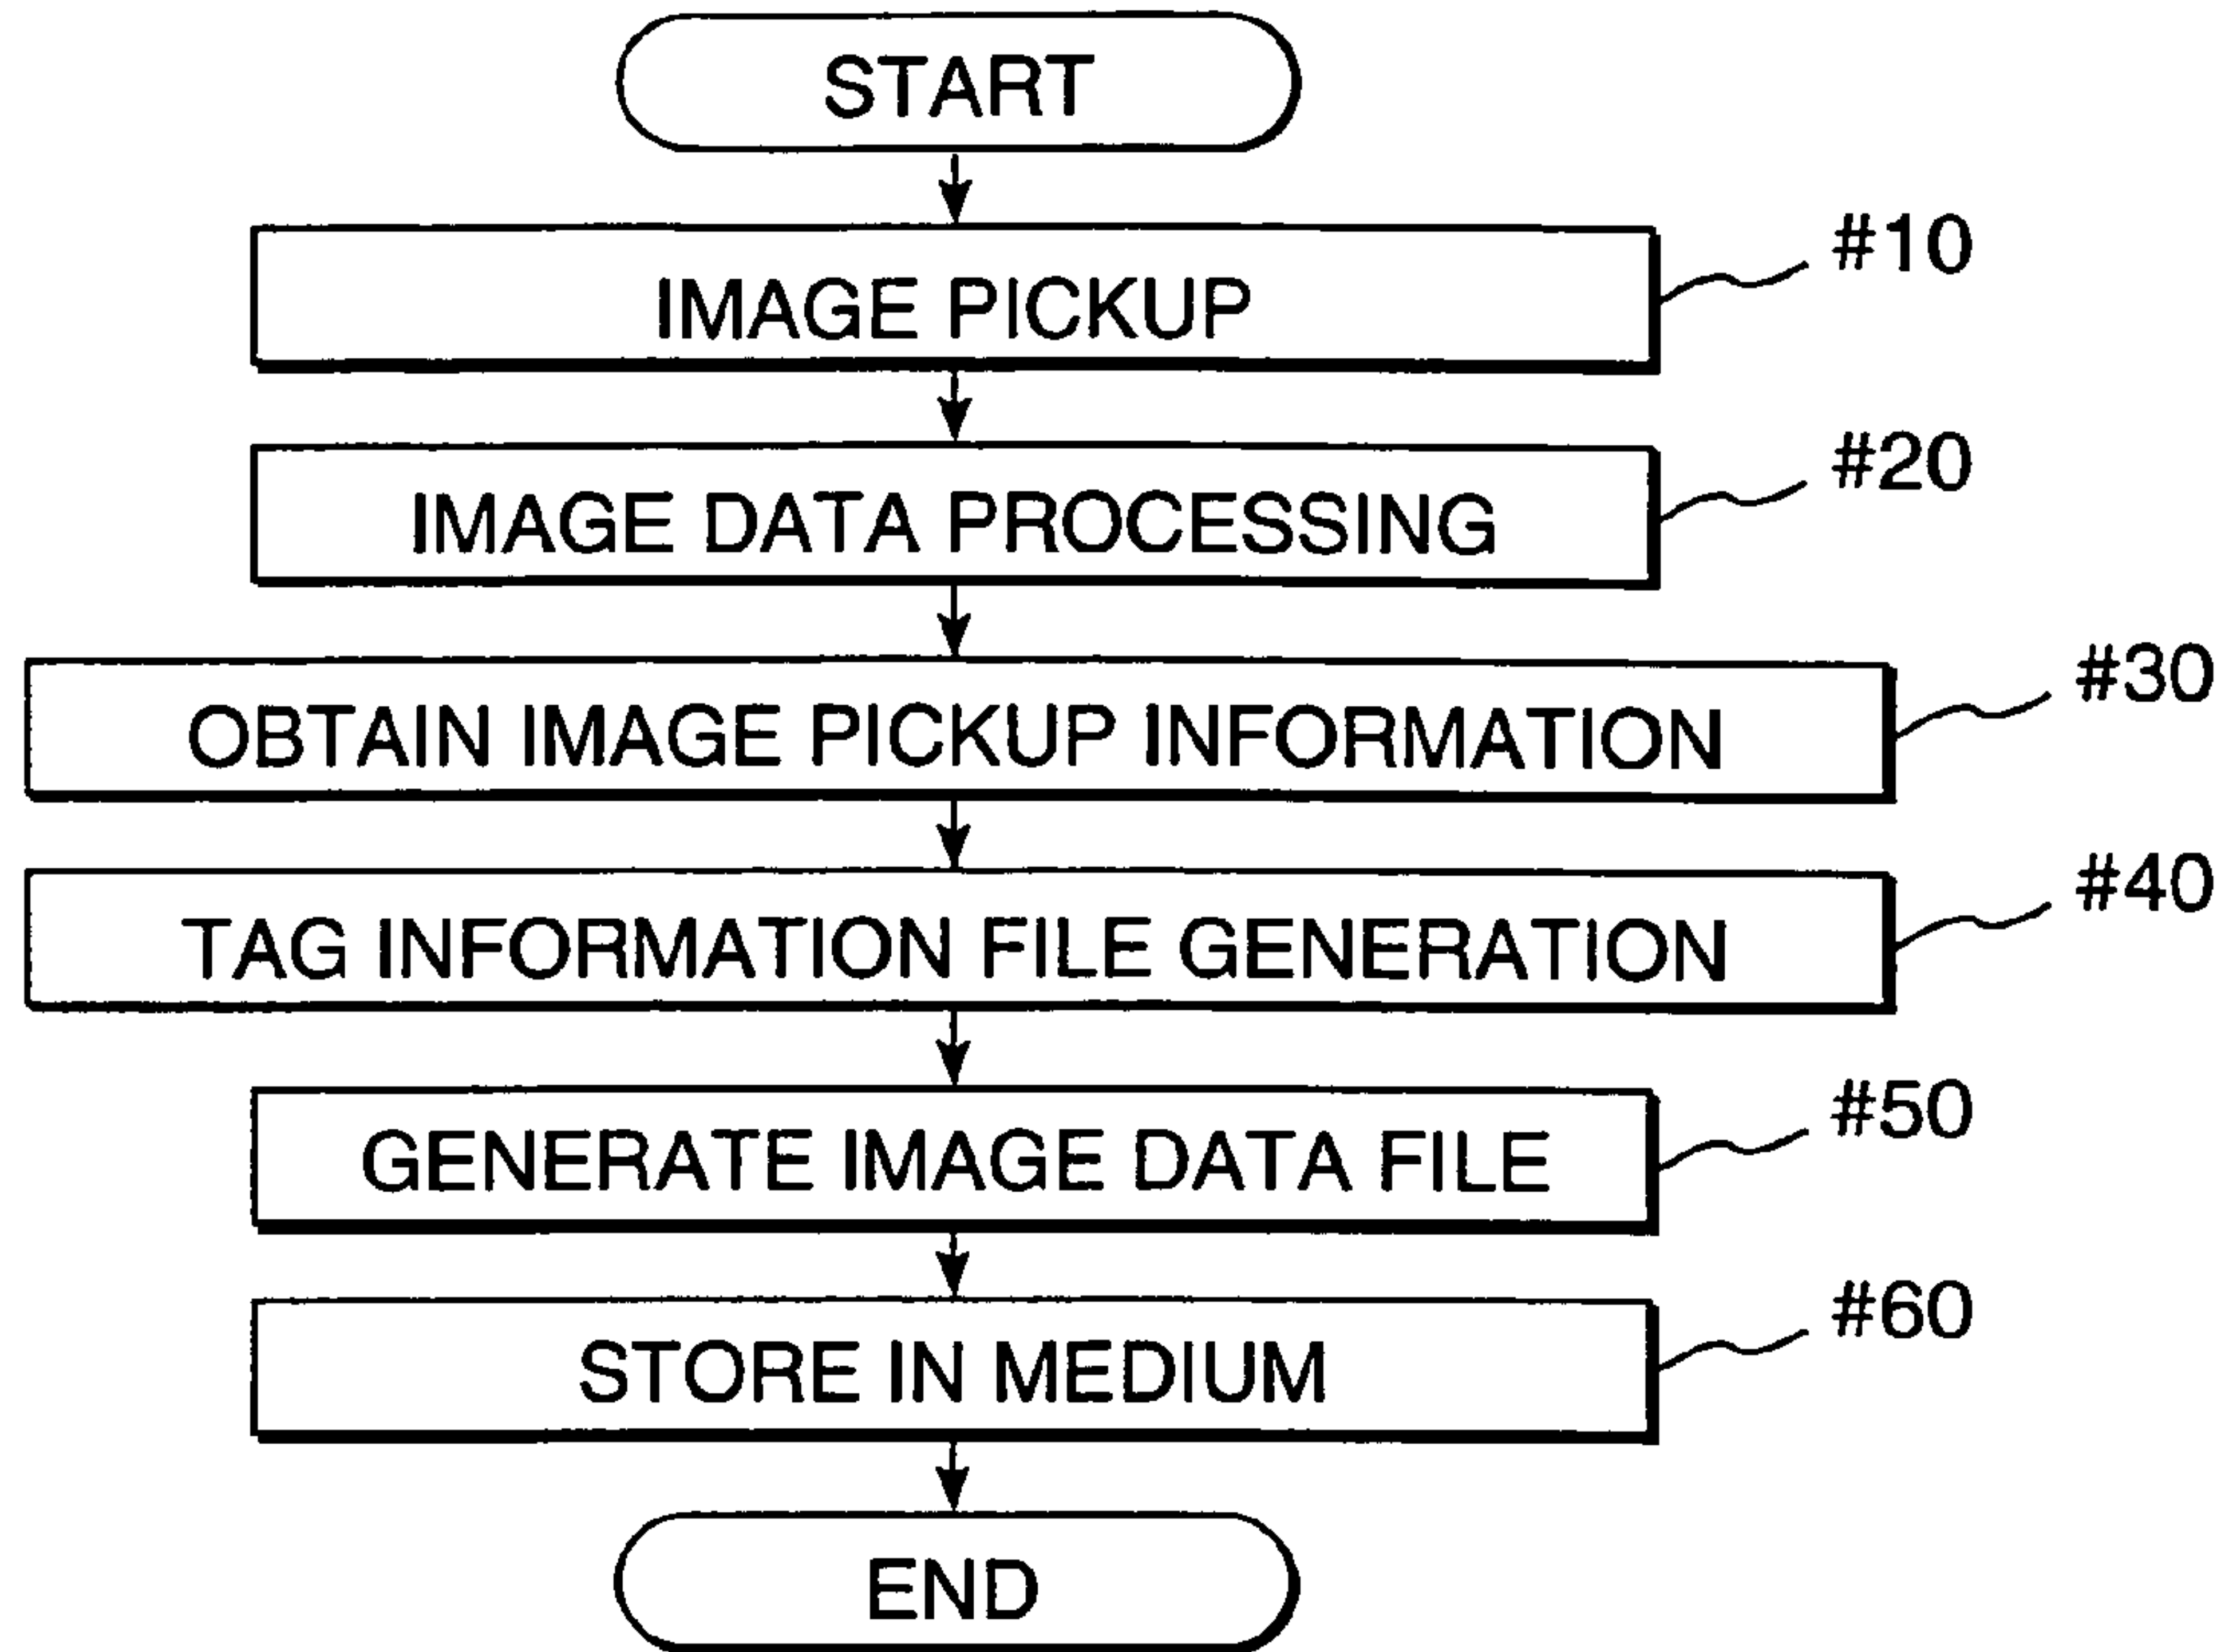 START
IMAGE PICKUP
#10
IMAGE DATA PROCESSING
#20
OBTAIN IMAGE PICKUP INFORMATION
#30
TAG INFORMATION FILE GENERATION
#40
GENERATE IMAGE DATA FILE
#50
STORE IN MEDIUM
#60
END